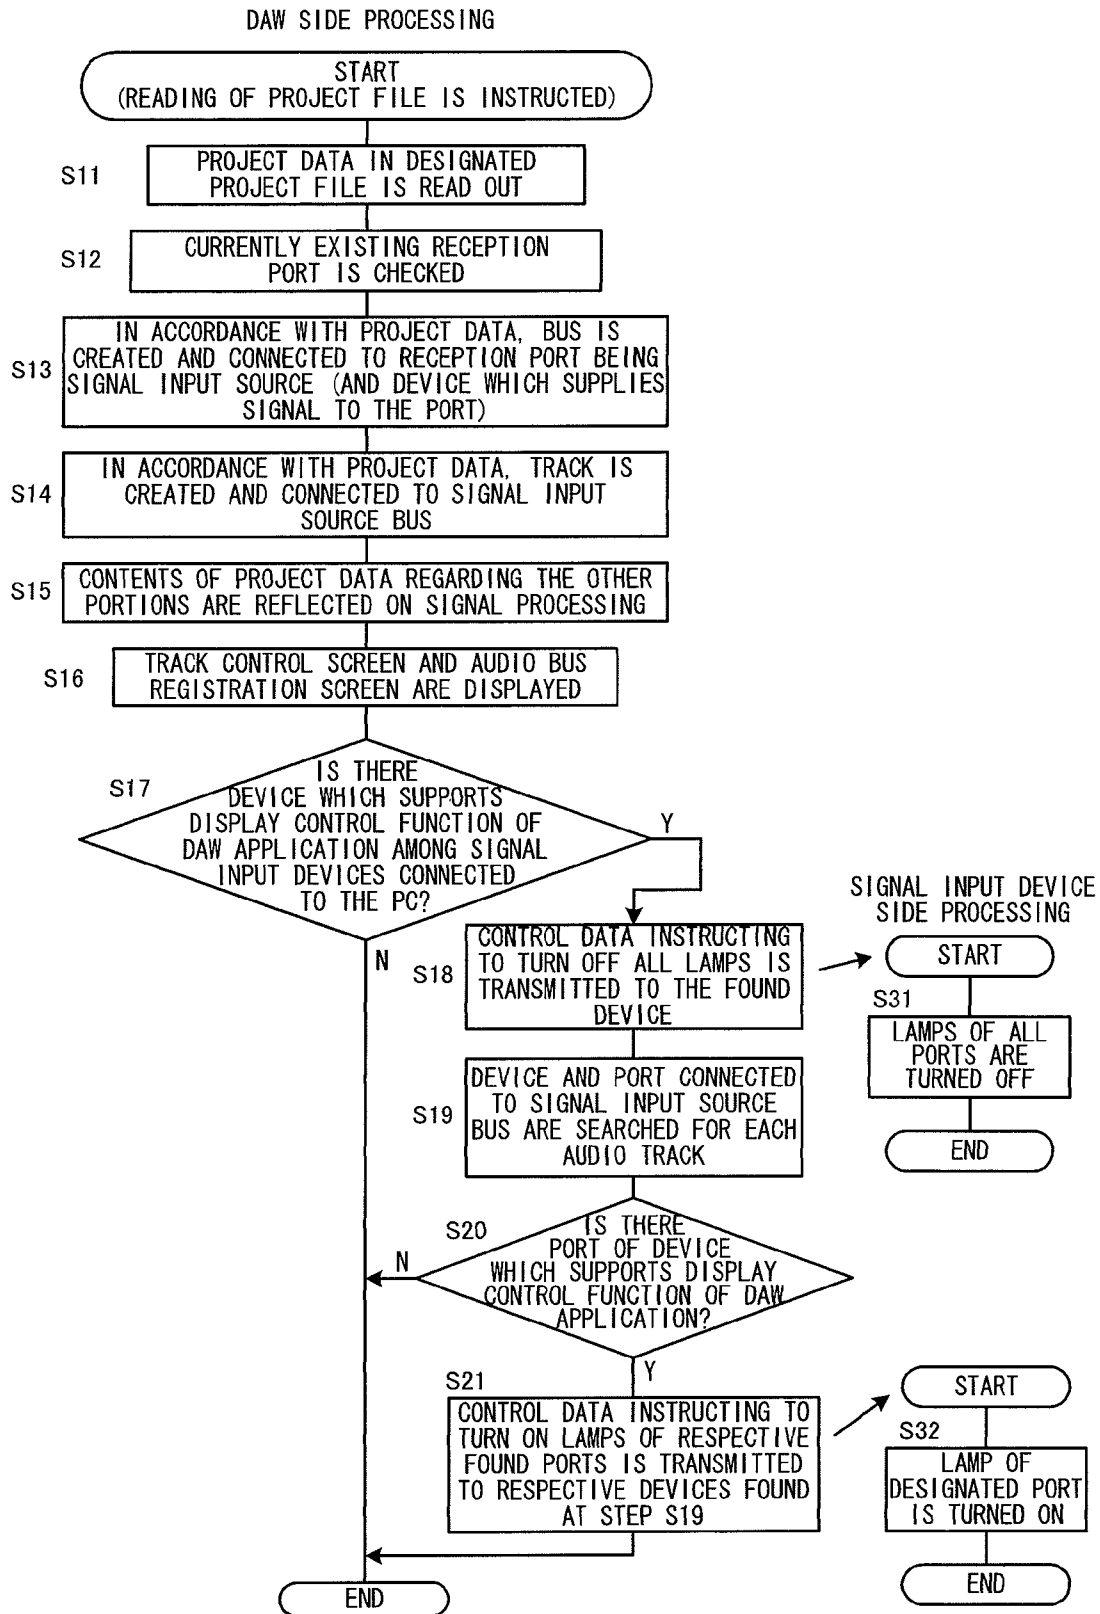 DAW SIDE PROCESSING
START
(READING OF PROJECT FILE IS INSTRUCTED)
S11
PROJECT DATA IN DESIGNATED
PROJECT FILE IS READ OUT
S12
CURRENTLY EXISTING RECEPTION
PORT IS CHECKED
S13
IN ACCORDANCE WITH PROJECT DATA, BUS IS
CREATED AND CONNECTED TO RECEPTION PORT BEING
SIGNAL INPUT SOURCE (AND DEVICE WHICH SUPPLIES
SIGNAL TO THE PORT)
S14
IN ACCORDANCE WITH PROJECT DATA, TRACK IS
CREATED AND CONNECTED TO SIGNAL INPUT
SOURCE BUS
S15
CONTENTS OF PROJECT DATA REGARDING THE OTHER
PORTIONS ARE REFLECTED ON SIGNAL PROCESSING
S16
TRACK CONTROL SCREEN AND AUDIO BUS
REGISTRATION SCREEN ARE DISPLAYED
S17
IS THERE
DEVICE WHICH SUPPORTS
DISPLAY CONTROL FUNCTION OF
DAW APPLICATION AMONG SIGNAL
INPUT DEVICES CONNECTED
TO THE PC?
Y
N
S18
CONTROL DATA INSTRUCTING
TO TURN OFF ALL LAMPS IS
TRANSMITTED TO THE FOUND
DEVICE
SIGNAL INPUT DEVICE
SIDE PROCESSING
START
S31
LAMPS OF ALL
PORTS ARE
TURNED OFF
END
S19
DEVICE AND PORT CONNECTED
TO SIGNAL INPUT SOURCE
BUS ARE SEARCHED FOR EACH
AUDIO TRACK
S20
IS THERE
PORT OF DEVICE
WHICH SUPPORTS DISPLAY
CONTROL FUNCTION OF DAW
APPLICATION?
N
Y
S21
CONTROL DATA INSTRUCTING TO
TURN ON LAMPS OF RESPECTIVE
FOUND PORTS IS TRANSMITTED
TO RESPECTIVE DEVICES FOUND
AT STEP S19
START
S32
LAMP OF
DESIGNATED PORT
IS TURNED ON
END
END